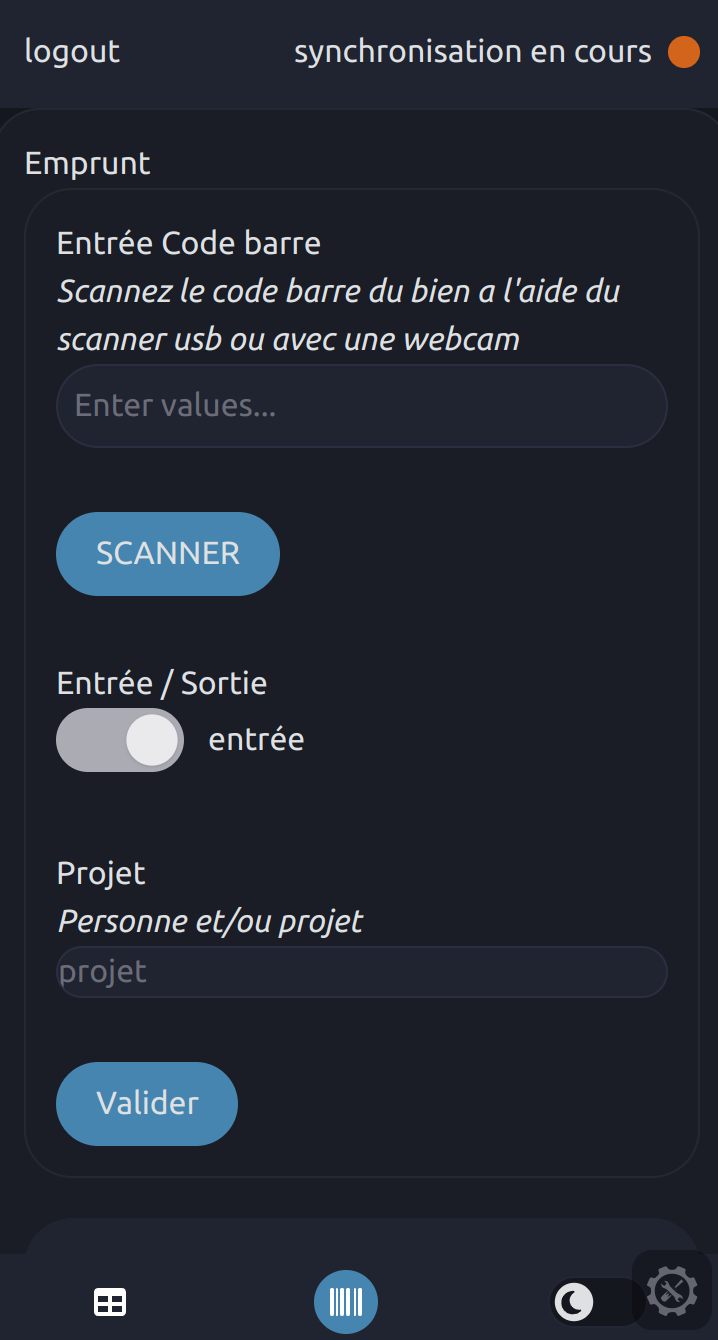 logout
synchronisation en cours
Emprunt
Entrée Code barre
Scannez le code barre du bien a l'aide du
scanner usb ou avec une webcam
Enter values...
SCANNER
Entrée / Sortie
entrée
Projet
Personne et/ou projet
projet
Valider